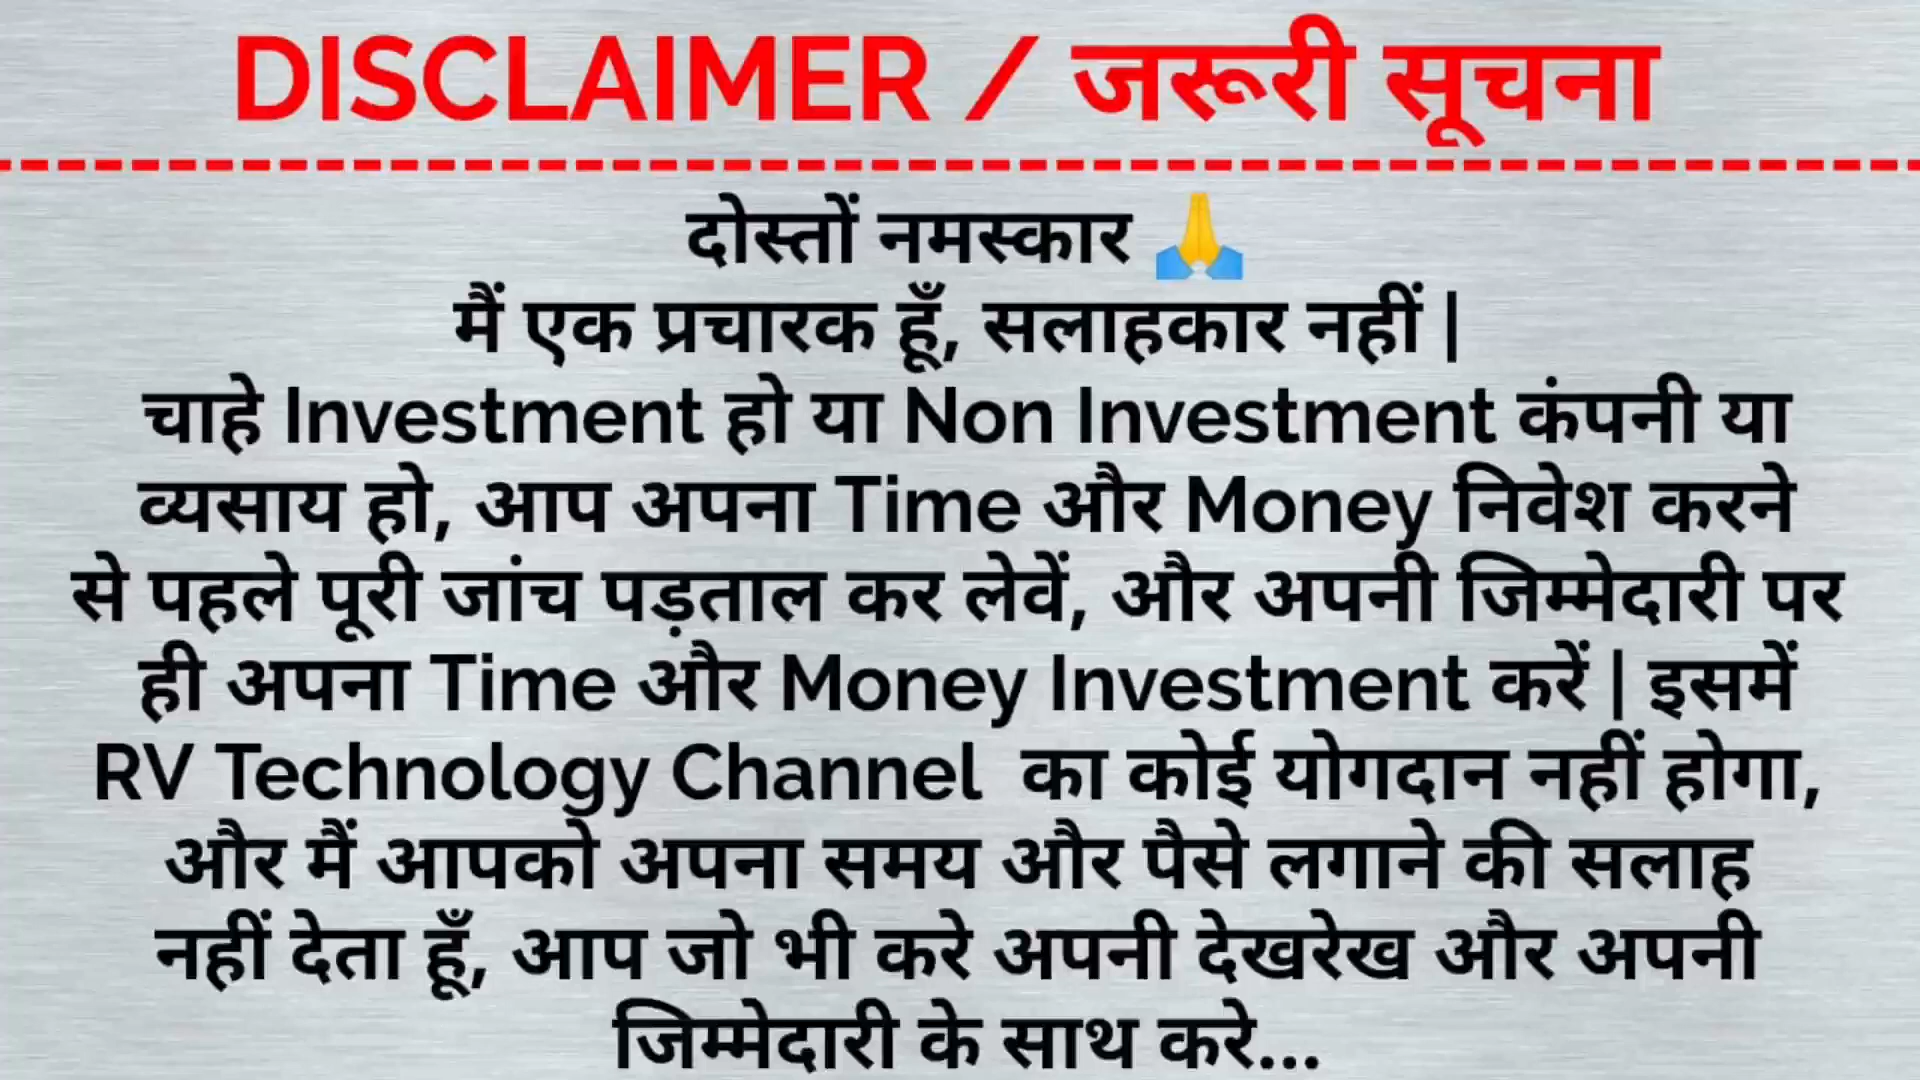 DISCLAIMER / जरूरी सूचना
दोस्तों नमस्कार 🙏
मैं एक प्रचारक हूँ, सलाहकार नहीं |
चाहे Investment हो या Non Investment कंपनी या
व्यसाय हो, आप अपना Time और Money निवेश करने
से पहले पूरी जांच पड़ताल कर लेवें, और अपनी जिम्मेदारी पर
ही अपना Time और Money Investment करें | इसमें
RV Technology Channel का कोई योगदान नहीं होगा,
और मैं आपको अपना समय और पैसे लगाने की सलाह
नहीं देता हूँ, आप जो भी करे अपनी देखरेख और अपनी
जिम्मेदारी के साथ करे...